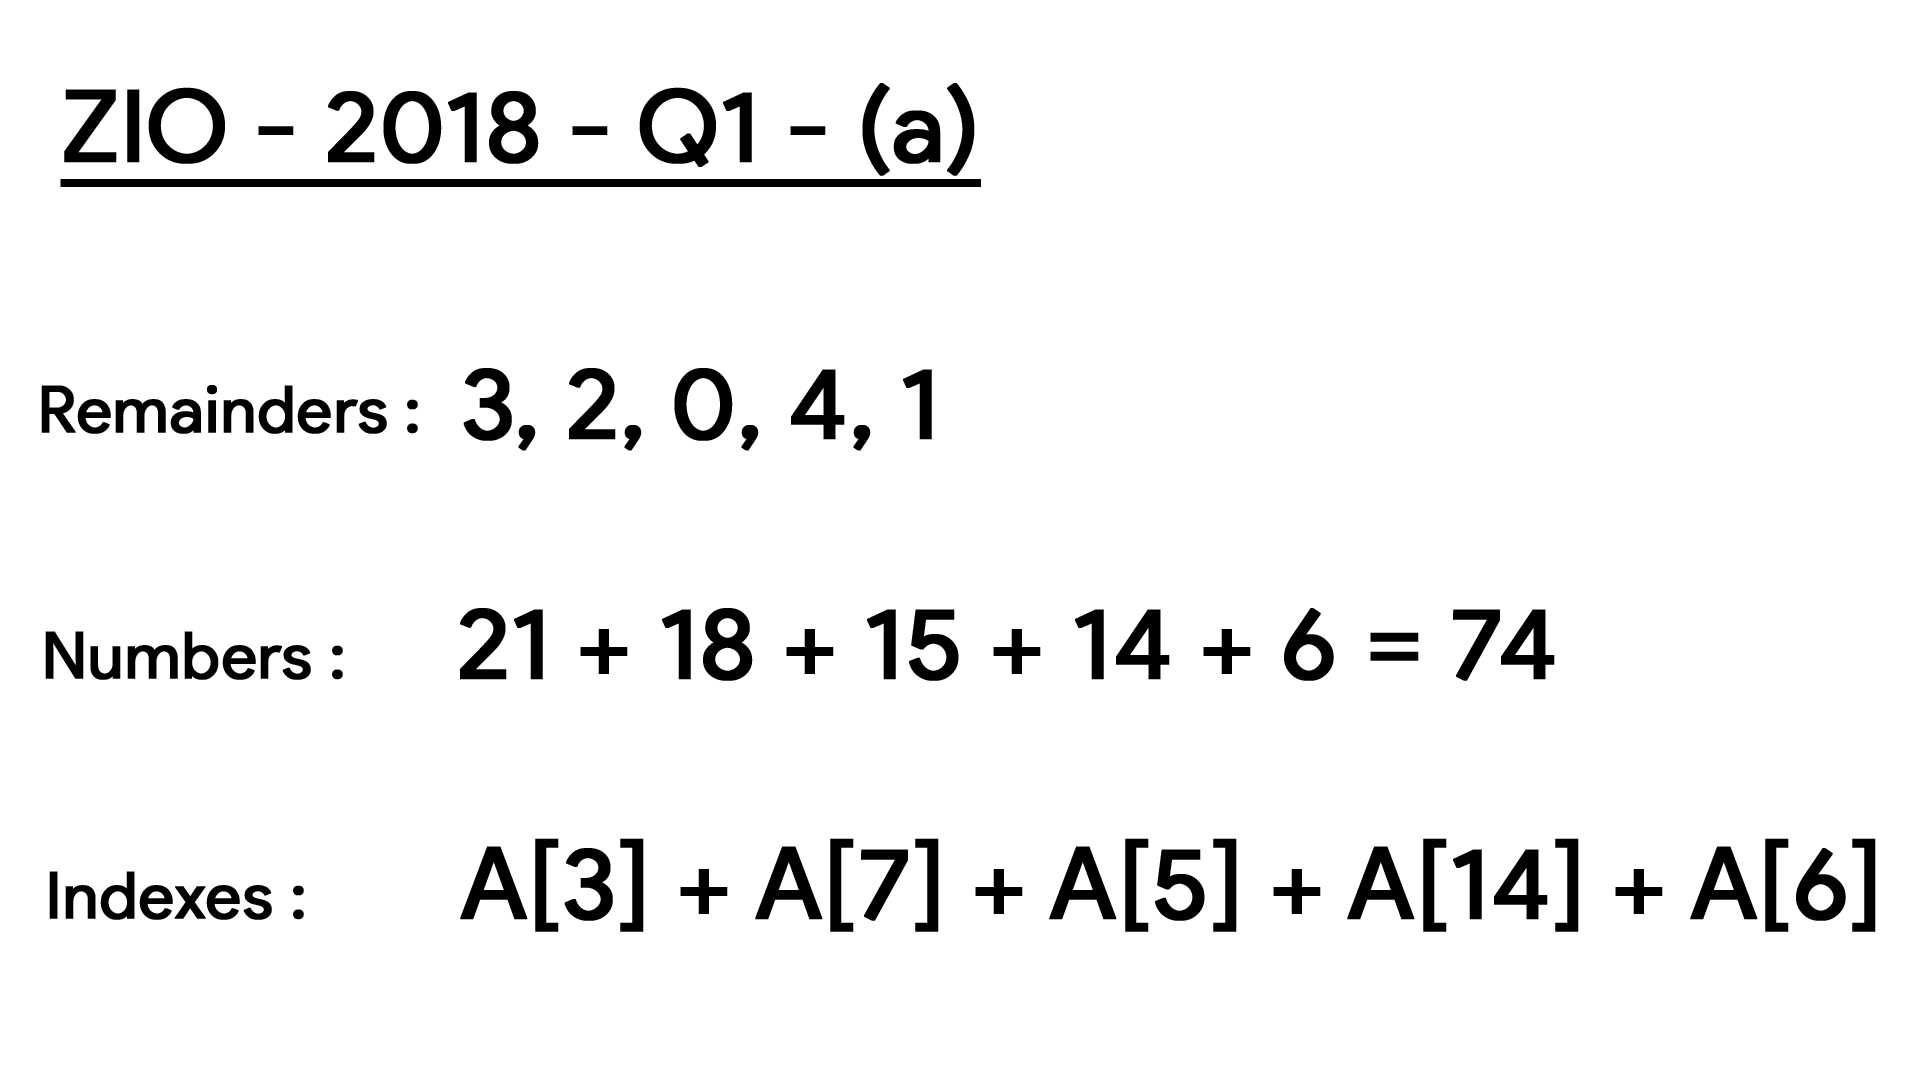 ZIO - 2018 - Q1 - (a)
Remainders : 3, 2, 0, 4, 1
Numbers : 21 + 18 + 15 + 14 + 6 = 74
Indexes : A[3] + A[7] + A[5] + A[14] + A[6]